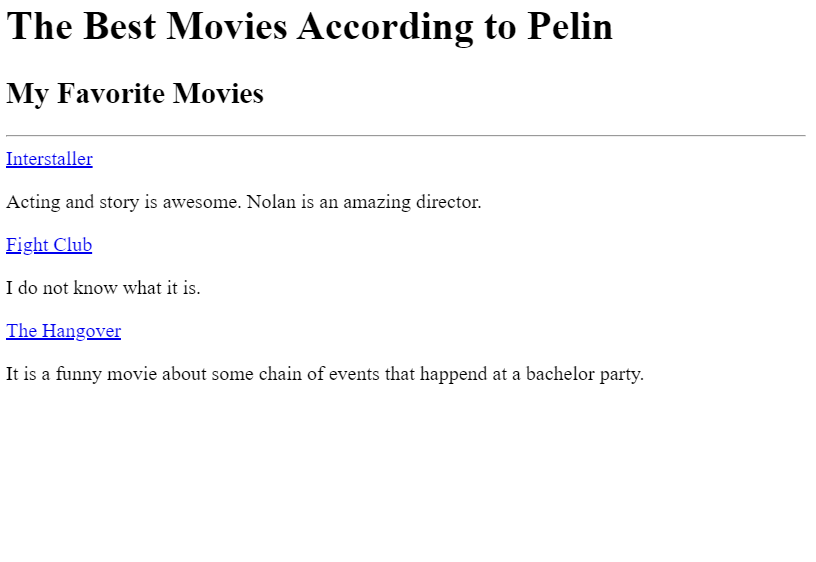 The Best Movies According to Pelin
My Favorite Movies
Interstaller
Acting and story is awesome. Nolan is an amazing director.
Fight Club
I do not know what it is.
The Hangover
It is a funny movie about some chain of events that happend at a bachelor party.